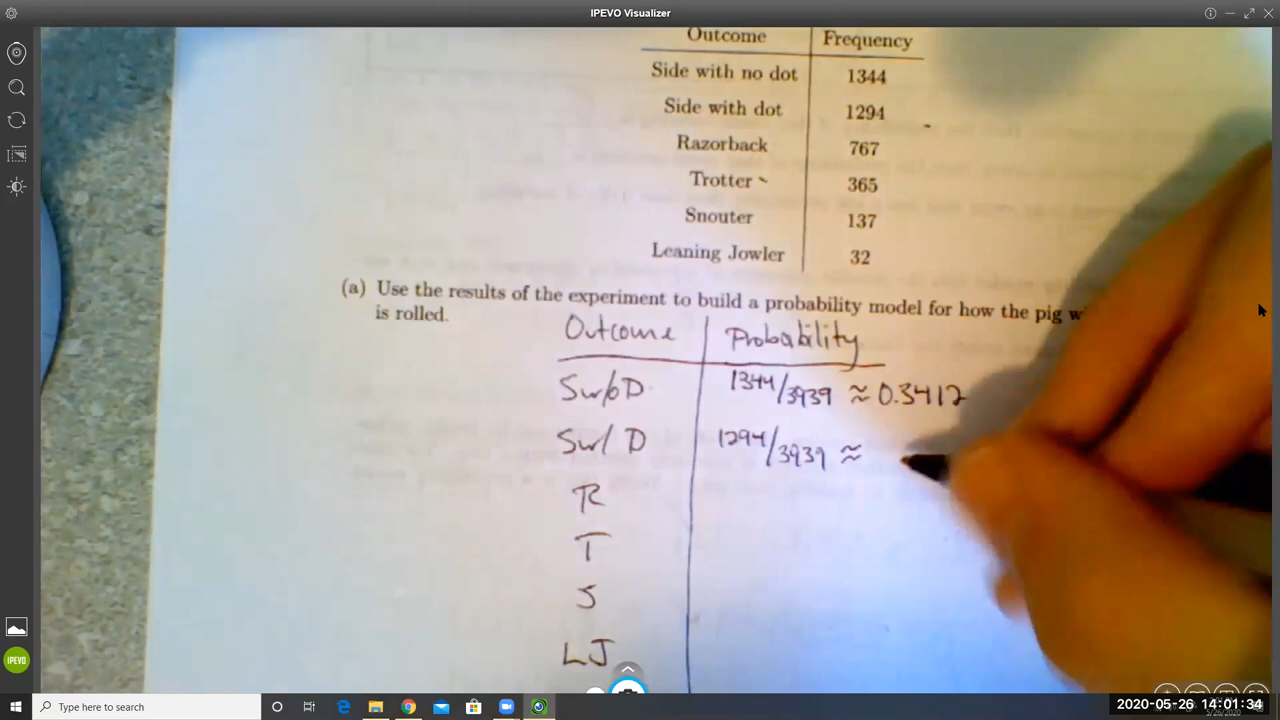 IPEVO Visualizer
Outcome Frequency
Side with no dot 1344
Side with dot 1294
Razorback 767
Trotter 365
Snouter 137
Leaning Jowler 32
(a) Use the results of the experiment to build a probability model for how the pig
is rolled.
Outcome Probability
Sw/oD 1344/3939 ≈ 0.3412
Sw/ D 1294/3939 ≈
R
T
S
LJ
IPEVO
Type here to search
2020-05-26 14:01:34